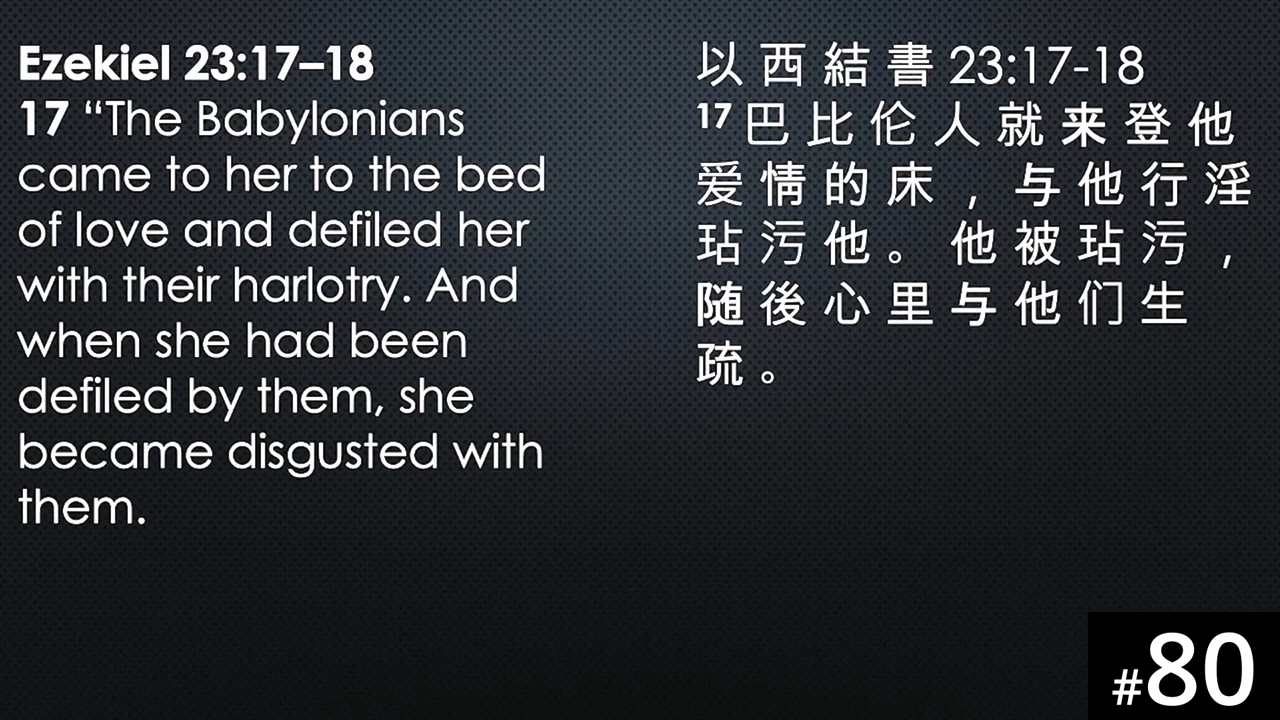 Ezekiel 23:17–18
17 “The Babylonians
came to her to the bed
of love and defiled her
with their harlotry. And
when she had been
defiled by them, she
became disgusted with
them.
以西結書 23:17-18
17 巴比伦人就来登他
爱情的床，与他行淫
玷污他。他被玷污，
随後心里与他们生
疏。
#80